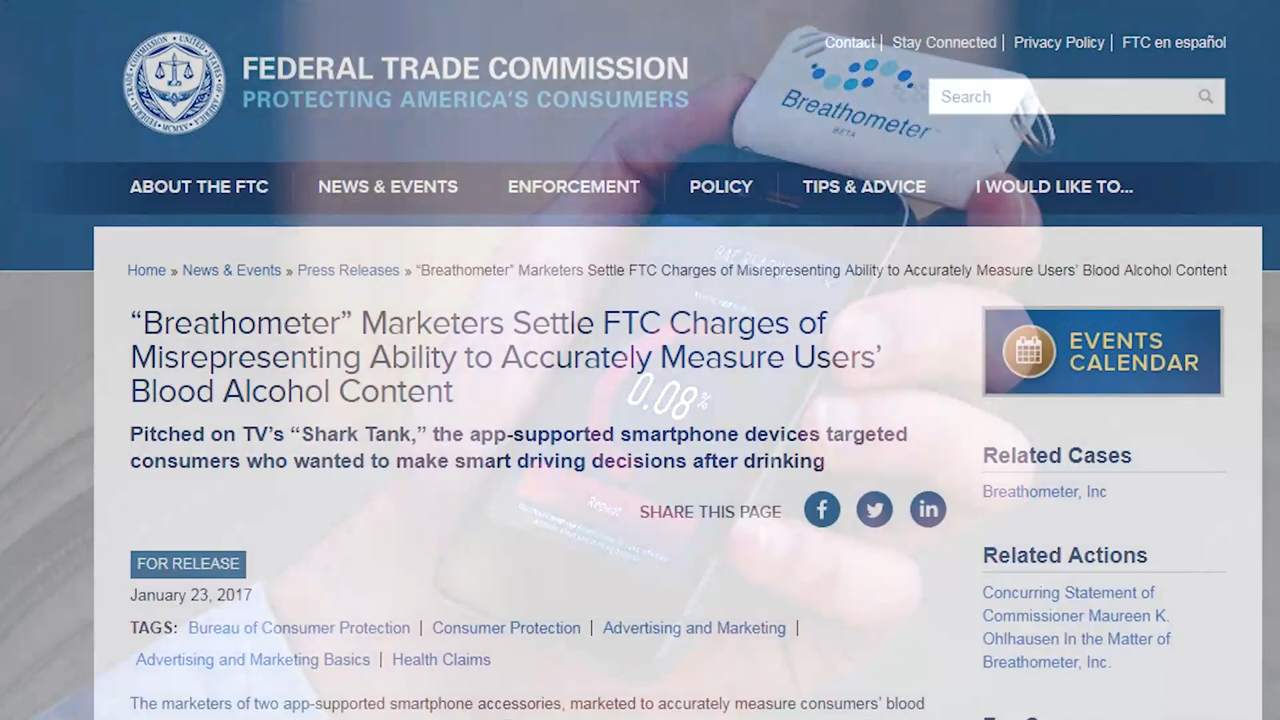 Contact | Stay Connected | Privacy Policy | FTC en español
FEDERAL TRADE COMMISSION
PROTECTING AMERICA'S CONSUMERS
Search
Breathometer
BETA
ABOUT THE FTC
NEWS & EVENTS
ENFORCEMENT
POLICY
TIPS & ADVICE
I WOULD LIKE TO...
Home » News & Events » Press Releases » “Breathometer” Marketers Settle FTC Charges of Misrepresenting Ability to Accurately Measure Users’ Blood Alcohol Content
“Breathometer” Marketers Settle FTC Charges of
Misrepresenting Ability to Accurately Measure Users’
Blood Alcohol Content
0.08%
Pitched on TV’s “Shark Tank,” the app-supported smartphone devices targeted
consumers who wanted to make smart driving decisions after drinking
SHARE THIS PAGE
FOR RELEASE
January 23, 2017
TAGS: Bureau of Consumer Protection | Consumer Protection | Advertising and Marketing |
Advertising and Marketing Basics | Health Claims
The marketers of two app-supported smartphone accessories, marketed to accurately measure consumers’ blood
EVENTS
CALENDAR
Related Cases
Breathometer, Inc
Related Actions
Concurring Statement of
Commissioner Maureen K.
Ohlhausen In the Matter of
Breathometer, Inc.